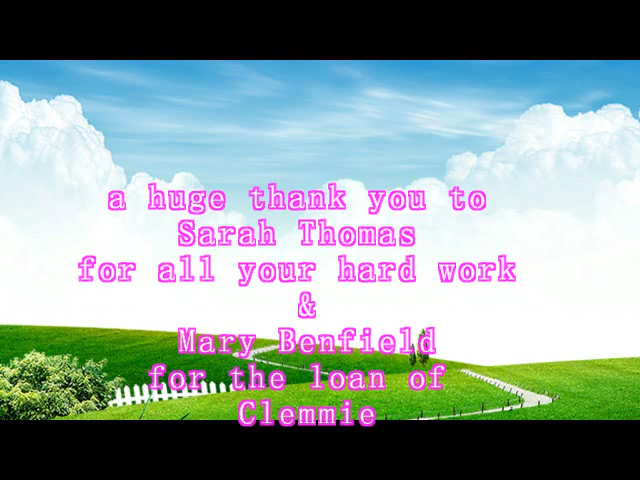 a huge thank you to
Sarah Thomas
for all your hard work
&
Mary Benfield
for the loan of
Clemmie